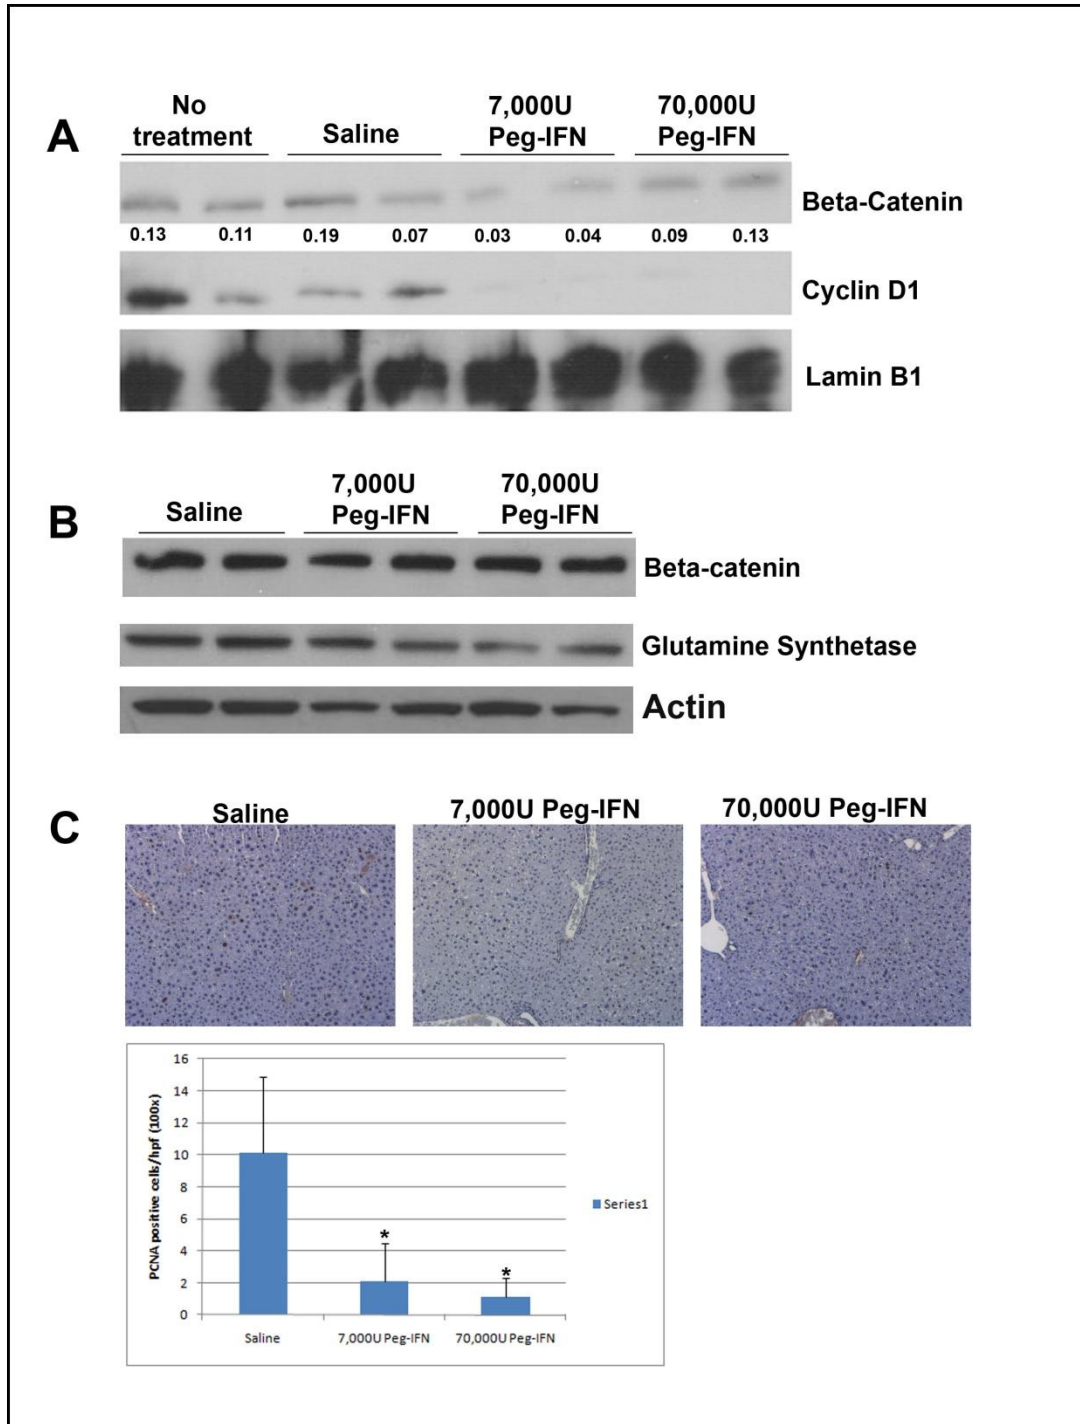 A
No
treatment
Saline
7,000U
Peg-IFN
70,000U
Peg-IFN
Beta-Catenin
0.13 0.11 0.19 0.07 0.03 0.04 0.09 0.13
Cyclin D1
Lamin B1
B
Saline
7,000U
Peg-IFN
70,000U
Peg-IFN
Beta-catenin
Glutamine Synthetase
Actin
C
Saline
7,000U Peg-IFN
70,000U Peg-IFN
PCNA positive cells/hpf (100x)
16
14
12
10
8
6
4
2
0
*
*
Saline
7,000U Peg-IFN
70,000U Peg-IFN
Series1